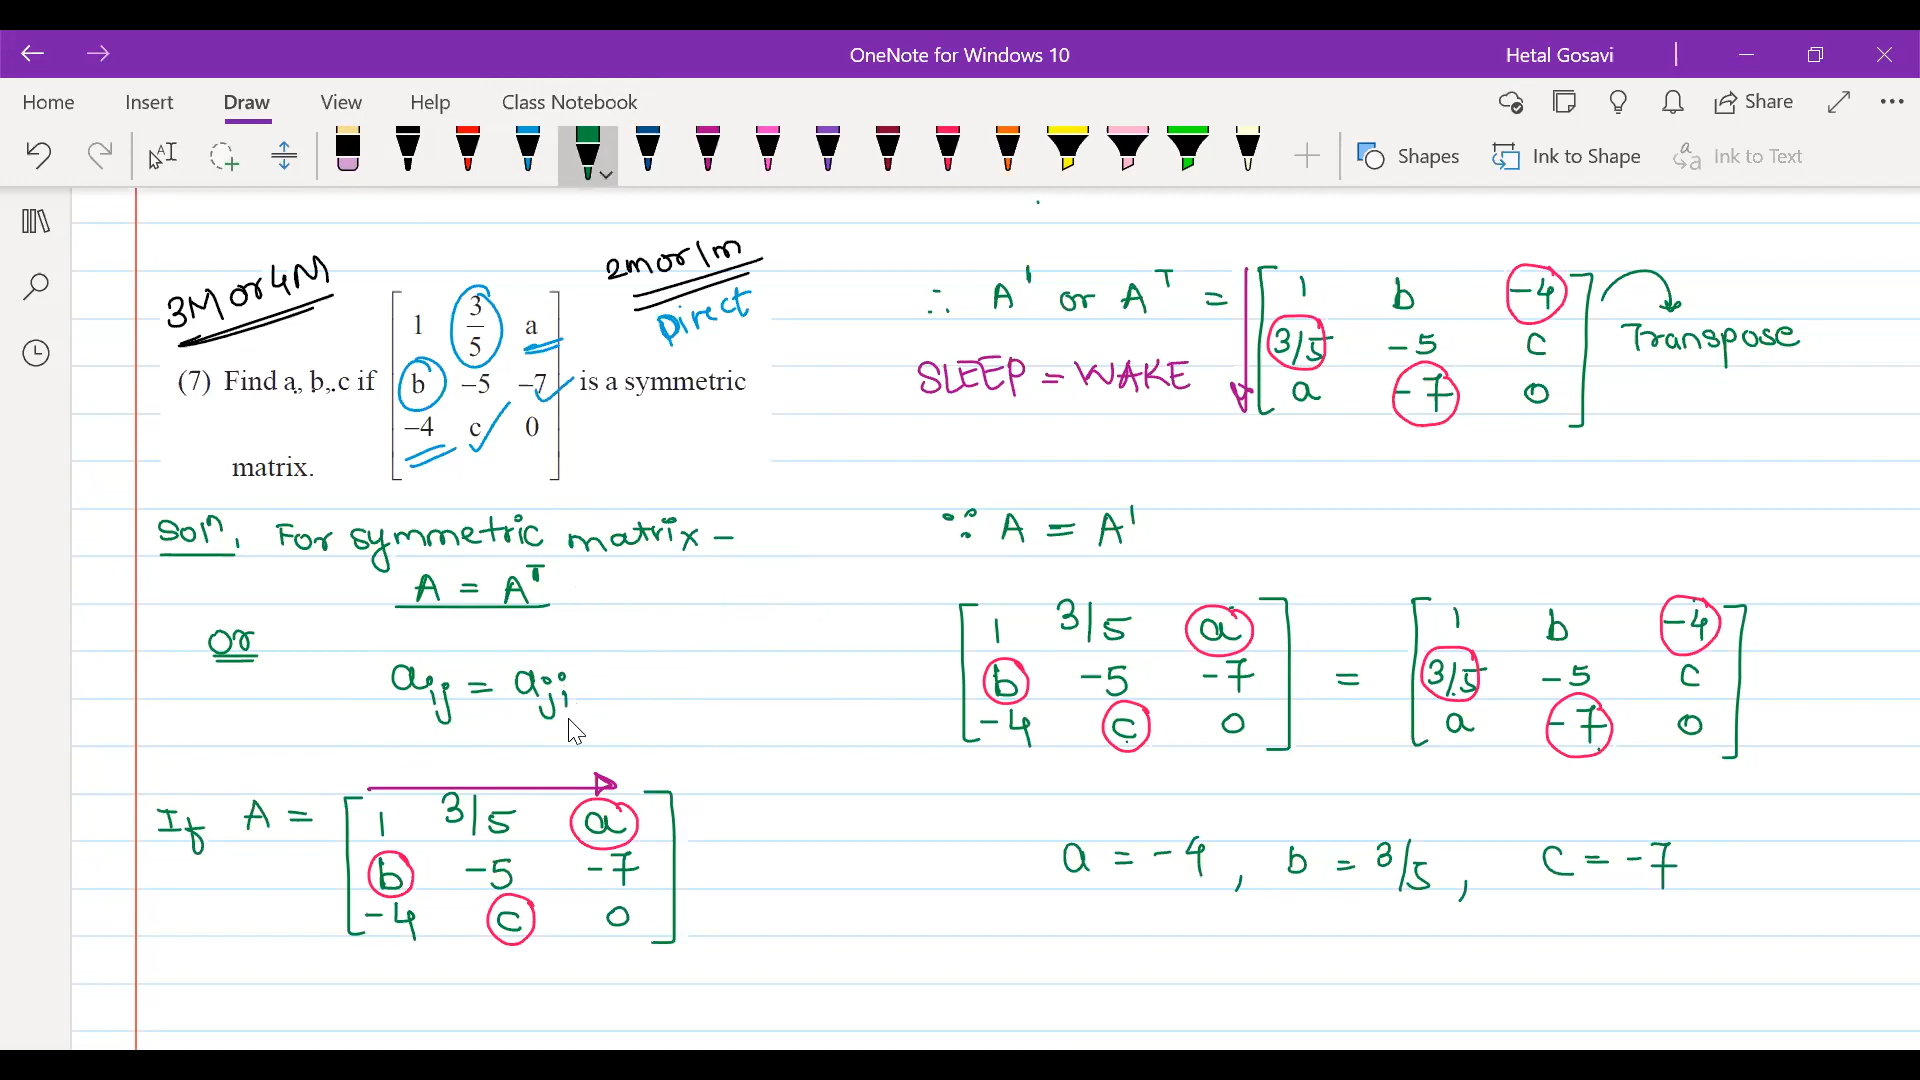 OneNote for Windows 10
Hetal Gosavi
Home Insert Draw View Help Class Notebook
Share
Shapes
Ink to Shape
Ink to Text
3M or 4M
2m or 1m
Direct
(7) Find a, b, c if
1 3/5 a
b −5 −7
−4 c 0
is a symmetric
matrix.
Soln. For symmetric matrix -
A = A^T
OR
a_ij = a_ji
If A =
1 3/5 a
b -5 -7
-4 c 0
∴ A' or A^T =
1 b -4
3/5 -5 c
a -7 0
Transpose
SLEEP = WAKE
∵ A = A'
1 3/5 a
b -5 -7
-4 c 0
=
1 b -4
3/5 -5 c
a -7 0
a = -4, b = 3/5, c = -7